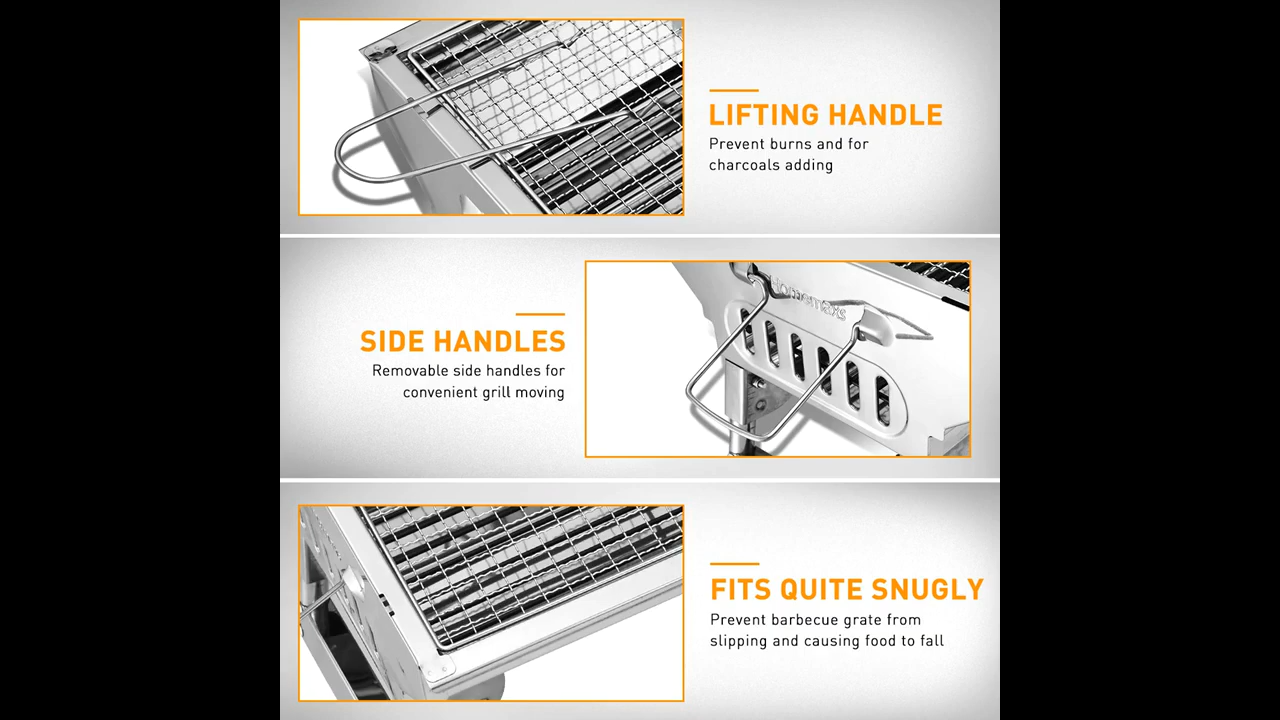 LIFTING HANDLE
Prevent burns and for
charcoals adding
Homemaxs
SIDE HANDLES
Removable side handles for
convenient grill moving
FITS QUITE SNUGLY
Prevent barbecue grate from
slipping and causing food to fall